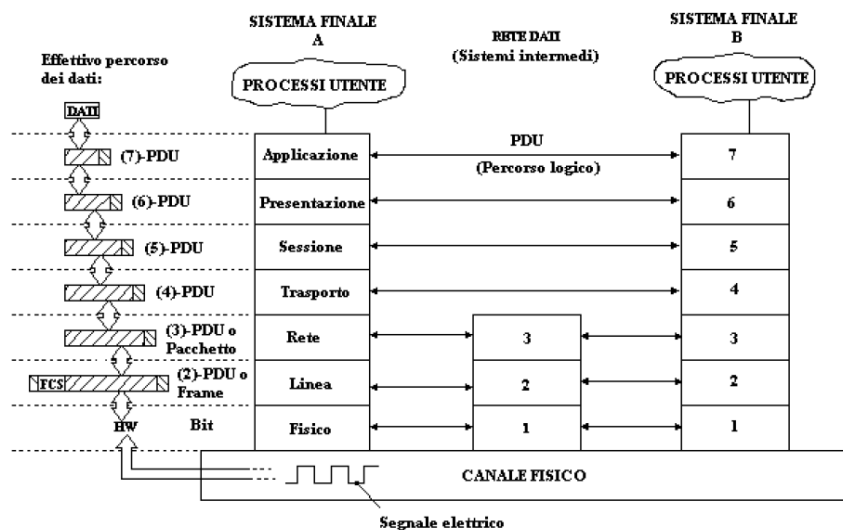 SISTEMA FINALE
A
RETE DATI
(Sistemi intermedi)
SISTEMA FINALE
B
Effettivo percorso
dei dati:
PROCESSI UTENTE
PROCESSI UTENTE
DATI
(7)-PDU
Applicazione
PDU
(Percorso logico)
7
(6)-PDU
Presentazione
6
(5)-PDU
Sessione
5
(4)-PDU
Trasporto
4
(3)-PDU o
Pacchetto
Rete
3
3
FCS
(2)-PDU o
Frame
Linea
2
2
HW
Bit
Fisico
1
1
CANALE FISICO
Segnale elettrico